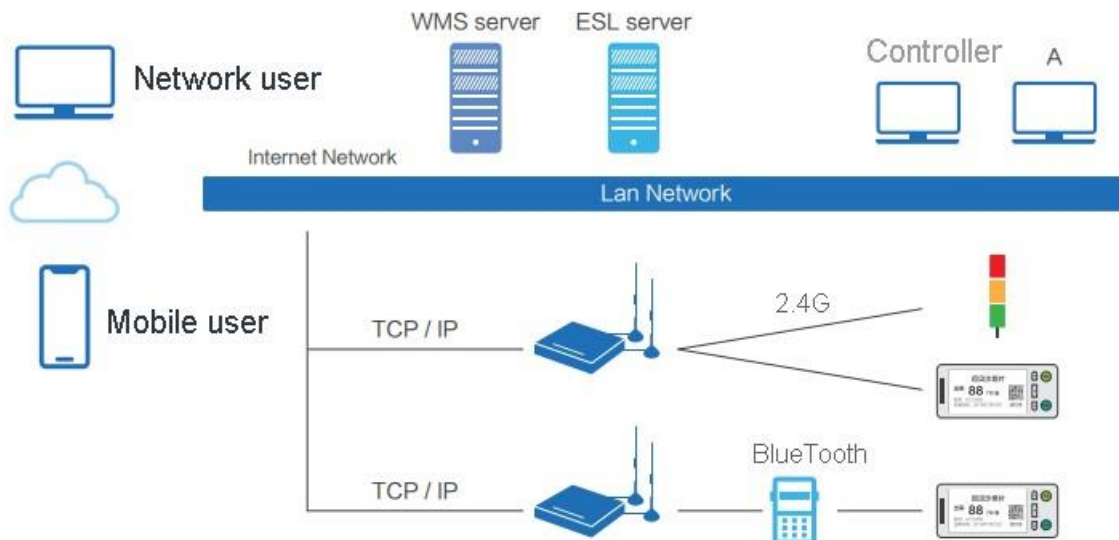 WMS server
ESL server
Controller
A
Network user
Internet Network
Lan Network
Mobile user
TCP / IP
2.4G
88
TCP / IP
BlueTooth
88